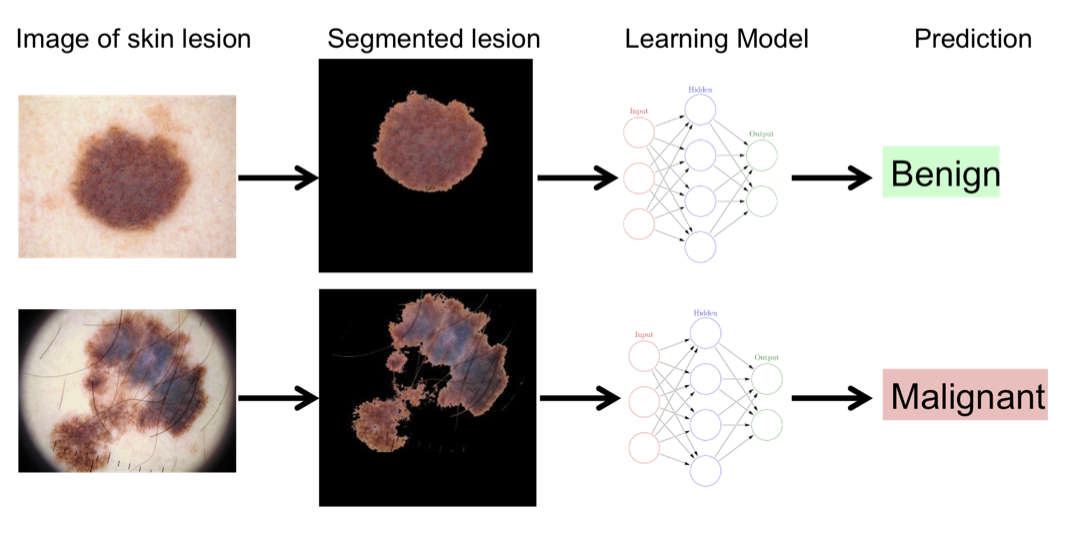 Image of skin lesion
Segmented lesion
Learning Model
Prediction
Input
Hidden
Output
Benign
Input
Hidden
Output
Malignant